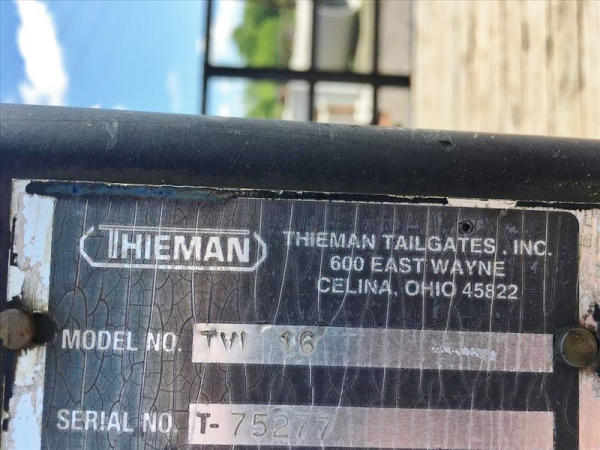 THIEMAN
THIEMAN TAILGATES, INC.
600 EAST WAYNE
CELINA, OHIO 45822
MODEL NO. TVL 16
SERIAL NO. T-75277